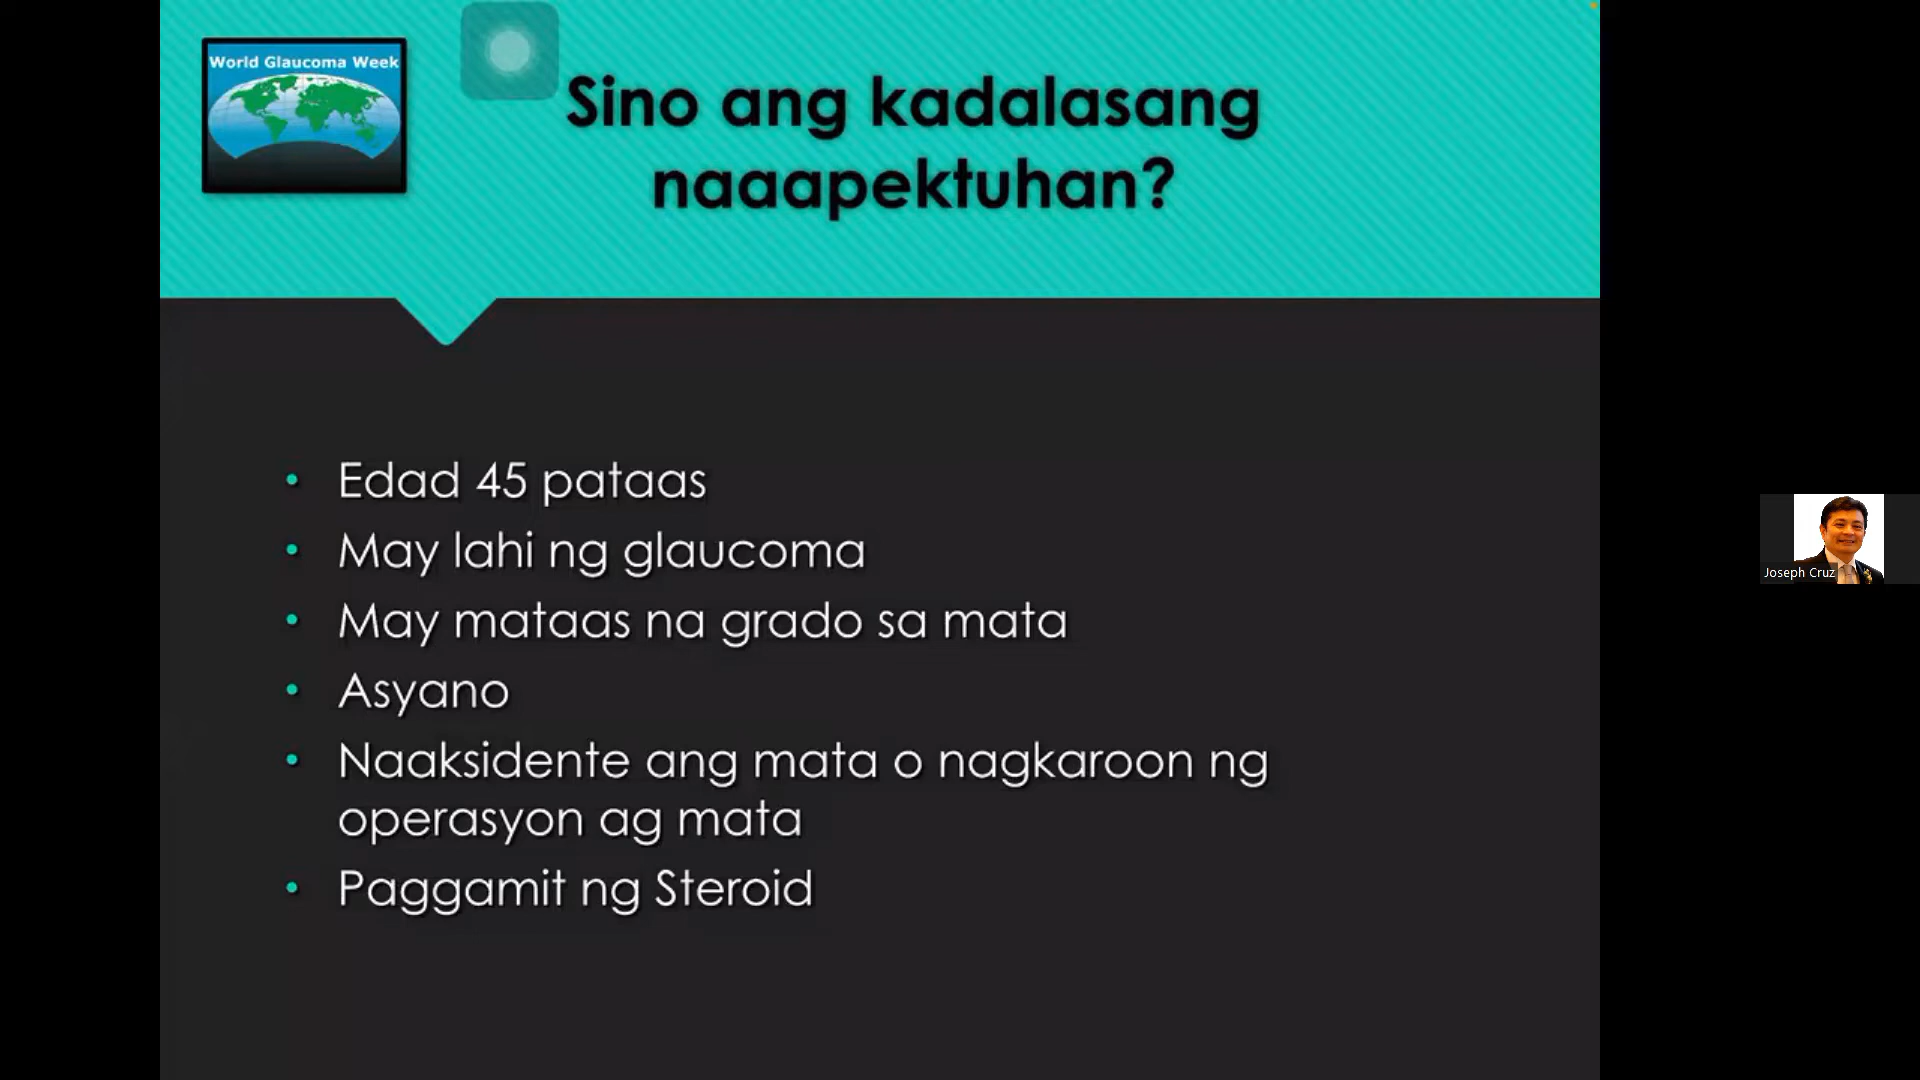 World Glaucoma Week
Sino ang kadalasang
naaapektuhan?
• Edad 45 pataas
• May lahi ng glaucoma
• May mataas na grado sa mata
• Asyano
• Naaksidente ang mata o nagkaroon ng
operasyon ag mata
• Paggamit ng Steroid
Joseph Cruz